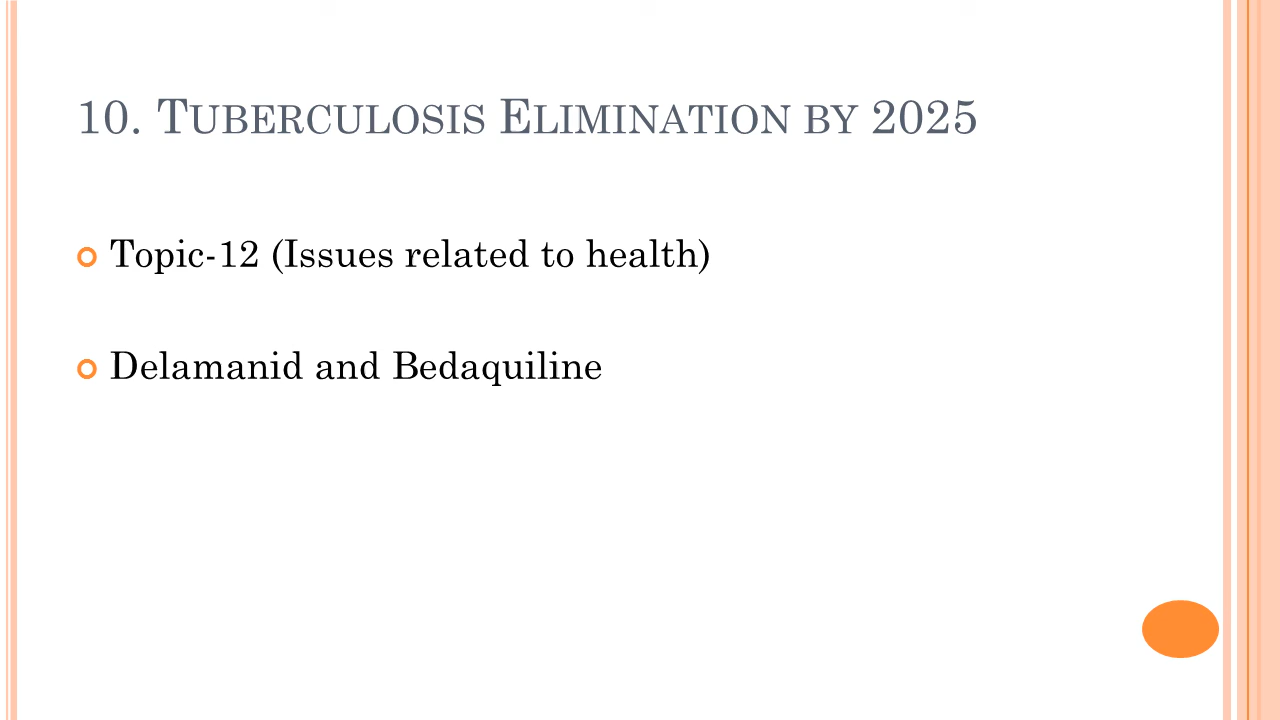 10. Tuberculosis Elimination by 2025
Topic-12 (Issues related to health)
Delamanid and Bedaquiline